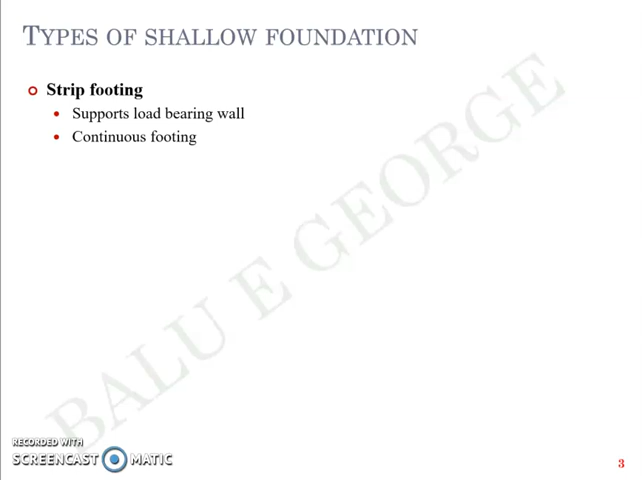 TYPES OF SHALLOW FOUNDATION
Strip footing
Supports load bearing wall
Continuous footing
BALU E GEORGE
RECORDED WITH
SCREENCAST MATIC
3